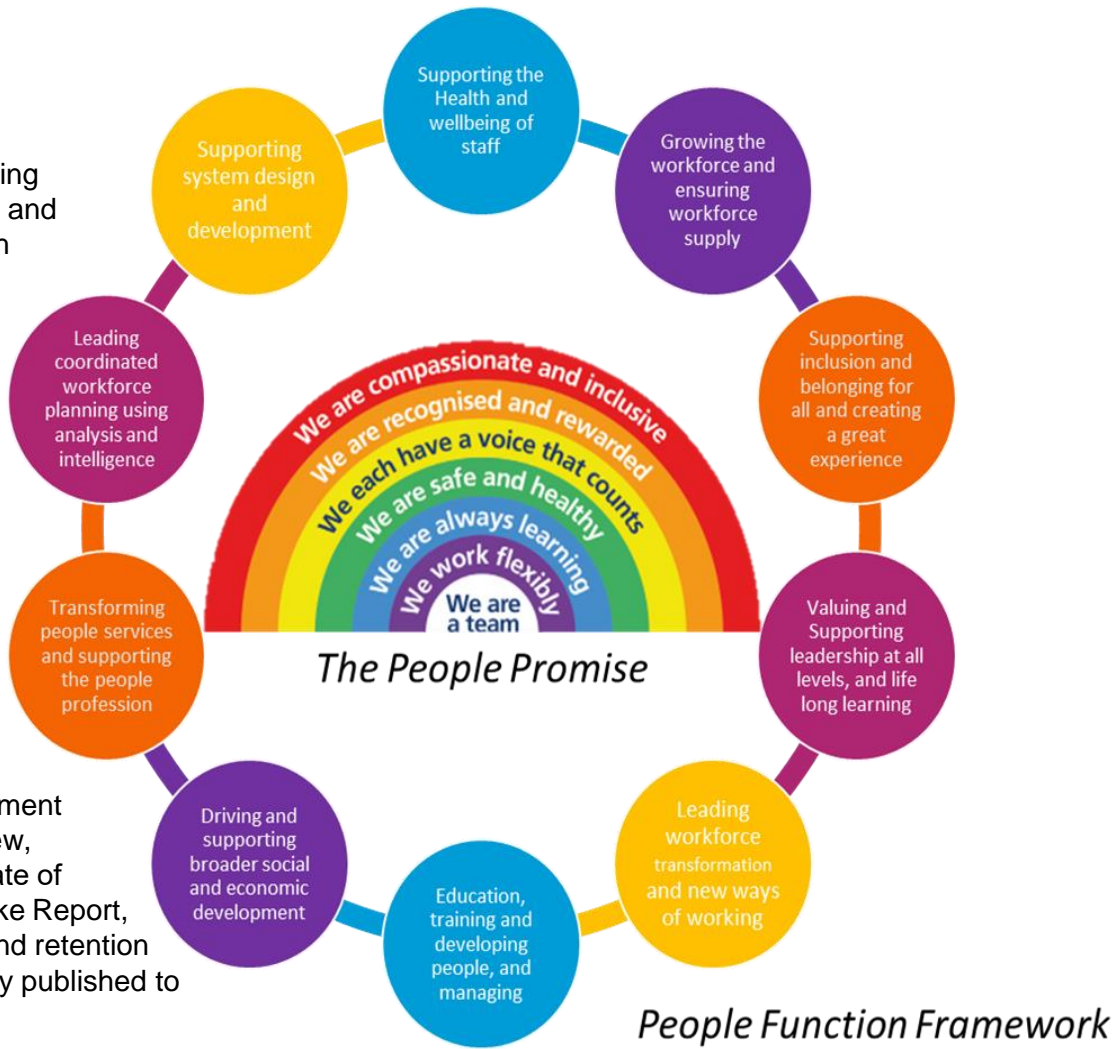 Supporting the
Health and
wellbeing of
staff
Growing the
workforce and
ensuring
workforce
supply
Supporting
inclusion and
belonging for
all and creating
a great
experience
Valuing and
Supporting
leadership at all
levels, and life
long learning
Leading
workforce
transformation
and new ways
of working
Education,
training and
developing
people, and
managing
Driving and
supporting
broader social
and economic
development
Transforming
people services
and supporting
the people
profession
Leading
coordinated
workforce
planning using
analysis and
intelligence
Supporting
system design
and
development
We are compassionate and inclusive
We are recognised and rewarded
We each have a voice that counts
We are safe and healthy
We are always learning
We work flexibly
We are
a team
The People Promise
People Function Framework
ing
and
n
ment
ew,
ate of
ke Report,
nd retention
y published to